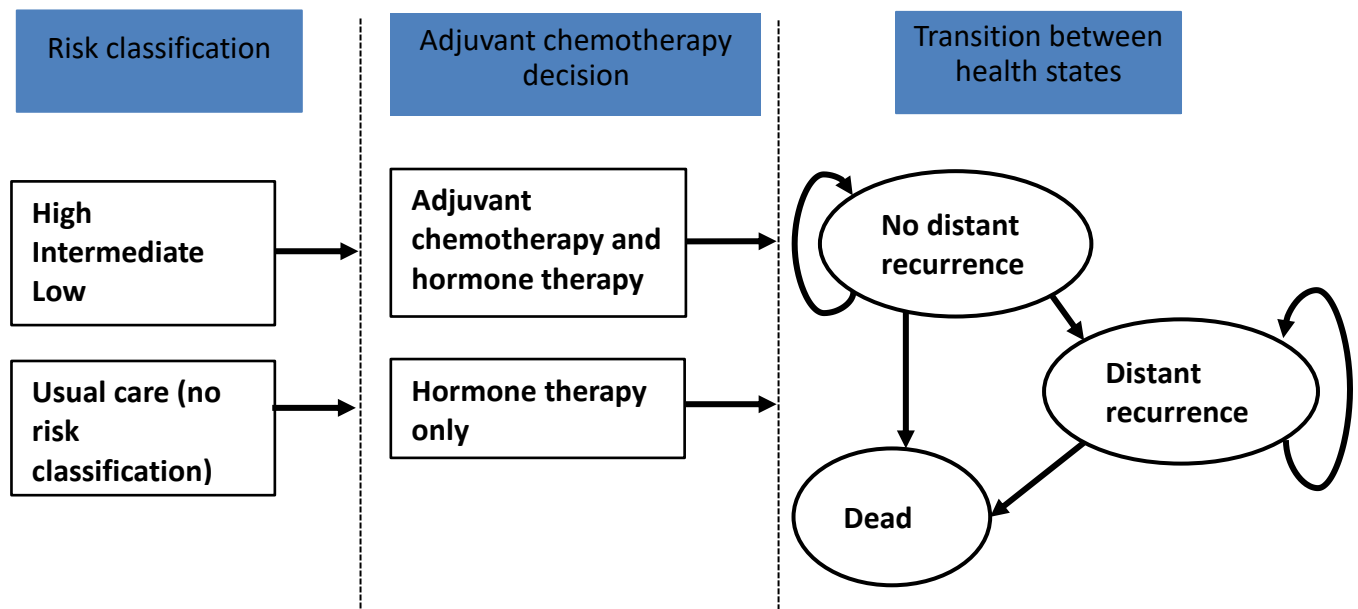 Risk classification
Adjuvant chemotherapy
decision
Transition between
health states
High
Intermediate
Low
Adjuvant
chemotherapy and
hormone therapy
No distant
recurrence
Usual care (no
risk
classification)
Hormone therapy
only
Distant
recurrence
Dead